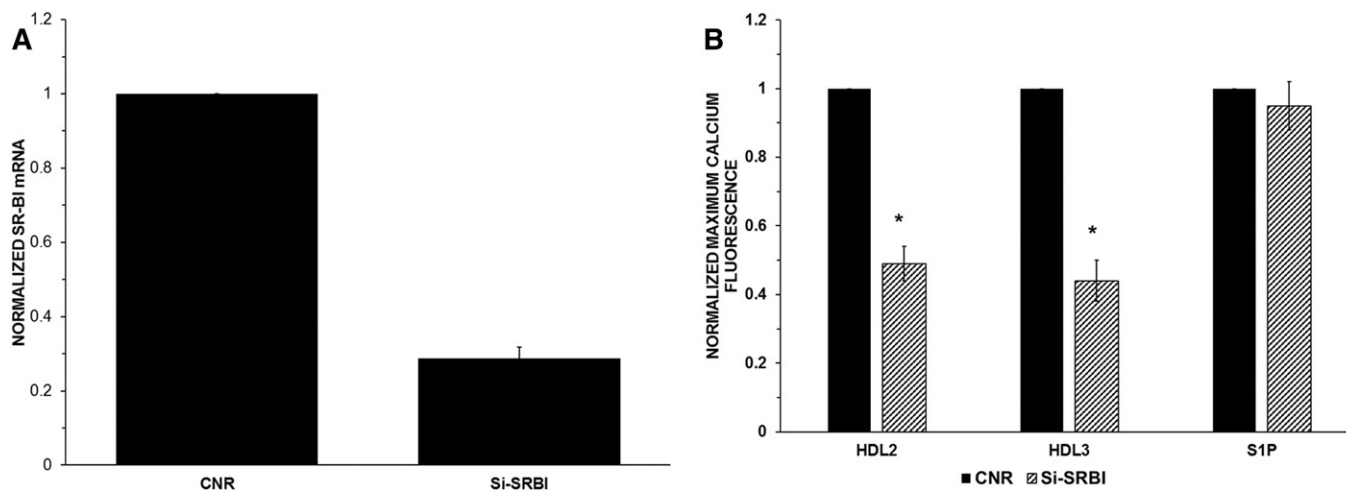 A
NORMALIZED SR-BI mRNA
1.2
1
0.8
0.6
0.4
0.2
0
CNR
Si-SRBI
B
NORMALIZED MAXIMUM CALCIUM
FLUORESCENCE
1.2
1
0.8
0.6
0.4
0.2
0
*
*
HDL2
HDL3
S1P
CNR
Si-SRBI